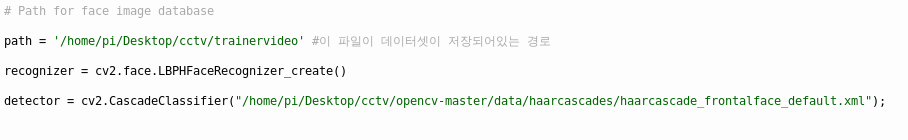 # Path for face image database
path = '/home/pi/Desktop/cctv/trainervideo' #이 파일이 데이터셋이 저장되어있는 경로
recognizer = cv2.face.LBPHFaceRecognizer_create()
detector = cv2.CascadeClassifier("/home/pi/Desktop/cctv/opencv-master/data/haarcascades/haarcascade_frontalface_default.xml");